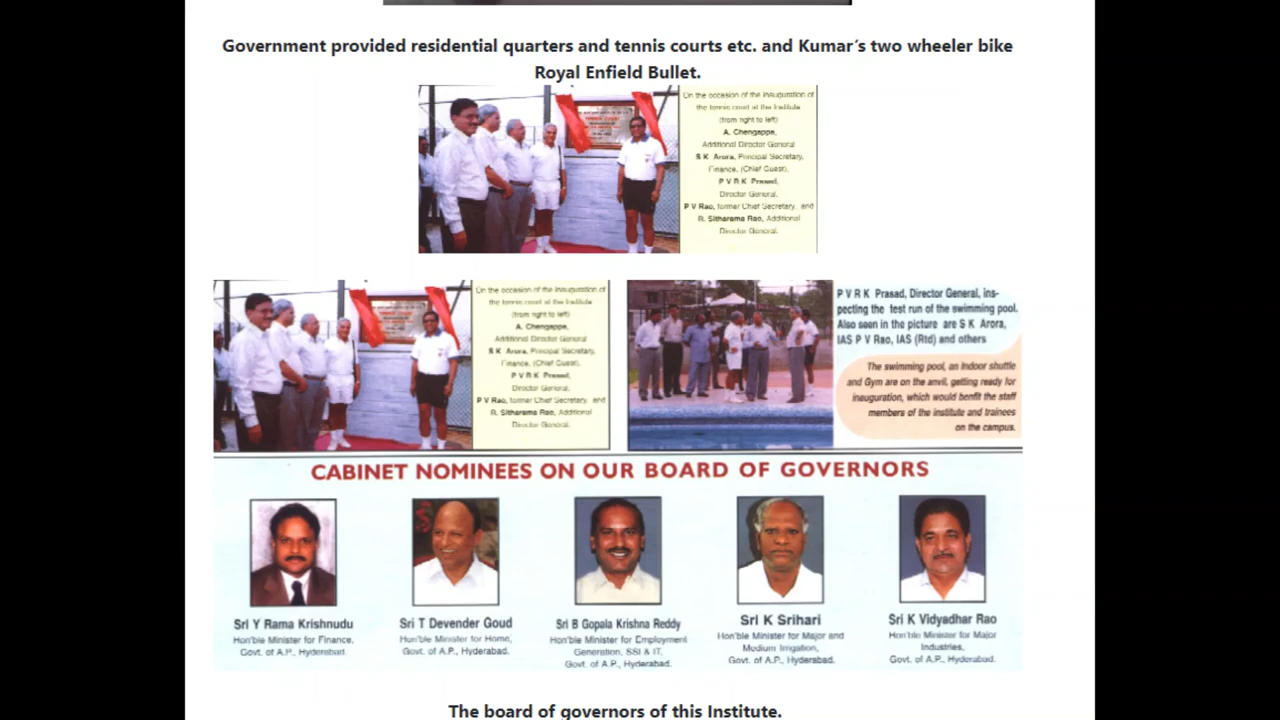 Government provided residential quarters and tennis courts etc. and Kumar´s two wheeler bike
Royal Enfield Bullet.
On the occasion of the inauguration of
the tennis court at the Institute
(from right to left)
A. Chengappa,
Additional Director General
S K Arora, Principal Secretary,
Finance, (Chief Guest),
P V R K Prasad,
Director General,
P V Rao, former Chief Secretary, and
R. Sitharama Rao, Additional
Director General.
On the occasion of the inauguration of
the tennis court at the Institute
(from right to left)
A. Chengappa,
Additional Director General
S K Arora, Principal Secretary,
Finance, (Chief Guest),
P V R K Prasad,
Director General,
P V Rao, former Chief Secretary, and
R. Sitharama Rao, Additional
Director General.
P V R K Prasad, Director General, ins-
pecting the test run of the swimming pool.
Also seen in the picture are S K Arora,
IAS P V Rao, IAS (Rtd) and others
The swimming pool, an Indoor shuttle
and Gym are on the anvil, getting ready for
inauguration, which would benfit the staff
members of the institute and trainees
on the campus.
CABINET NOMINEES ON OUR BOARD OF GOVERNORS
Sri Y Rama Krishnudu
Hon'ble Minister for Finance,
Govt. of A.P., Hyderabad.
Sri T Devender Goud
Hon'ble Minister for Home,
Govt. of A.P., Hyderabad.
Sri B Gopala Krishna Reddy
Hon'ble Minister for Employment
Generation, SSI & IT,
Govt. of A.P., Hyderabad.
Sri K Srihari
Hon'ble Minister for Major and
Medium Irrigation,
Govt. of A.P., Hyderabad.
Sri K Vidyadhar Rao
Hon'ble Minister for Major
Industries,
Govt. of A.P., Hyderabad.
The board of governors of this Institute.